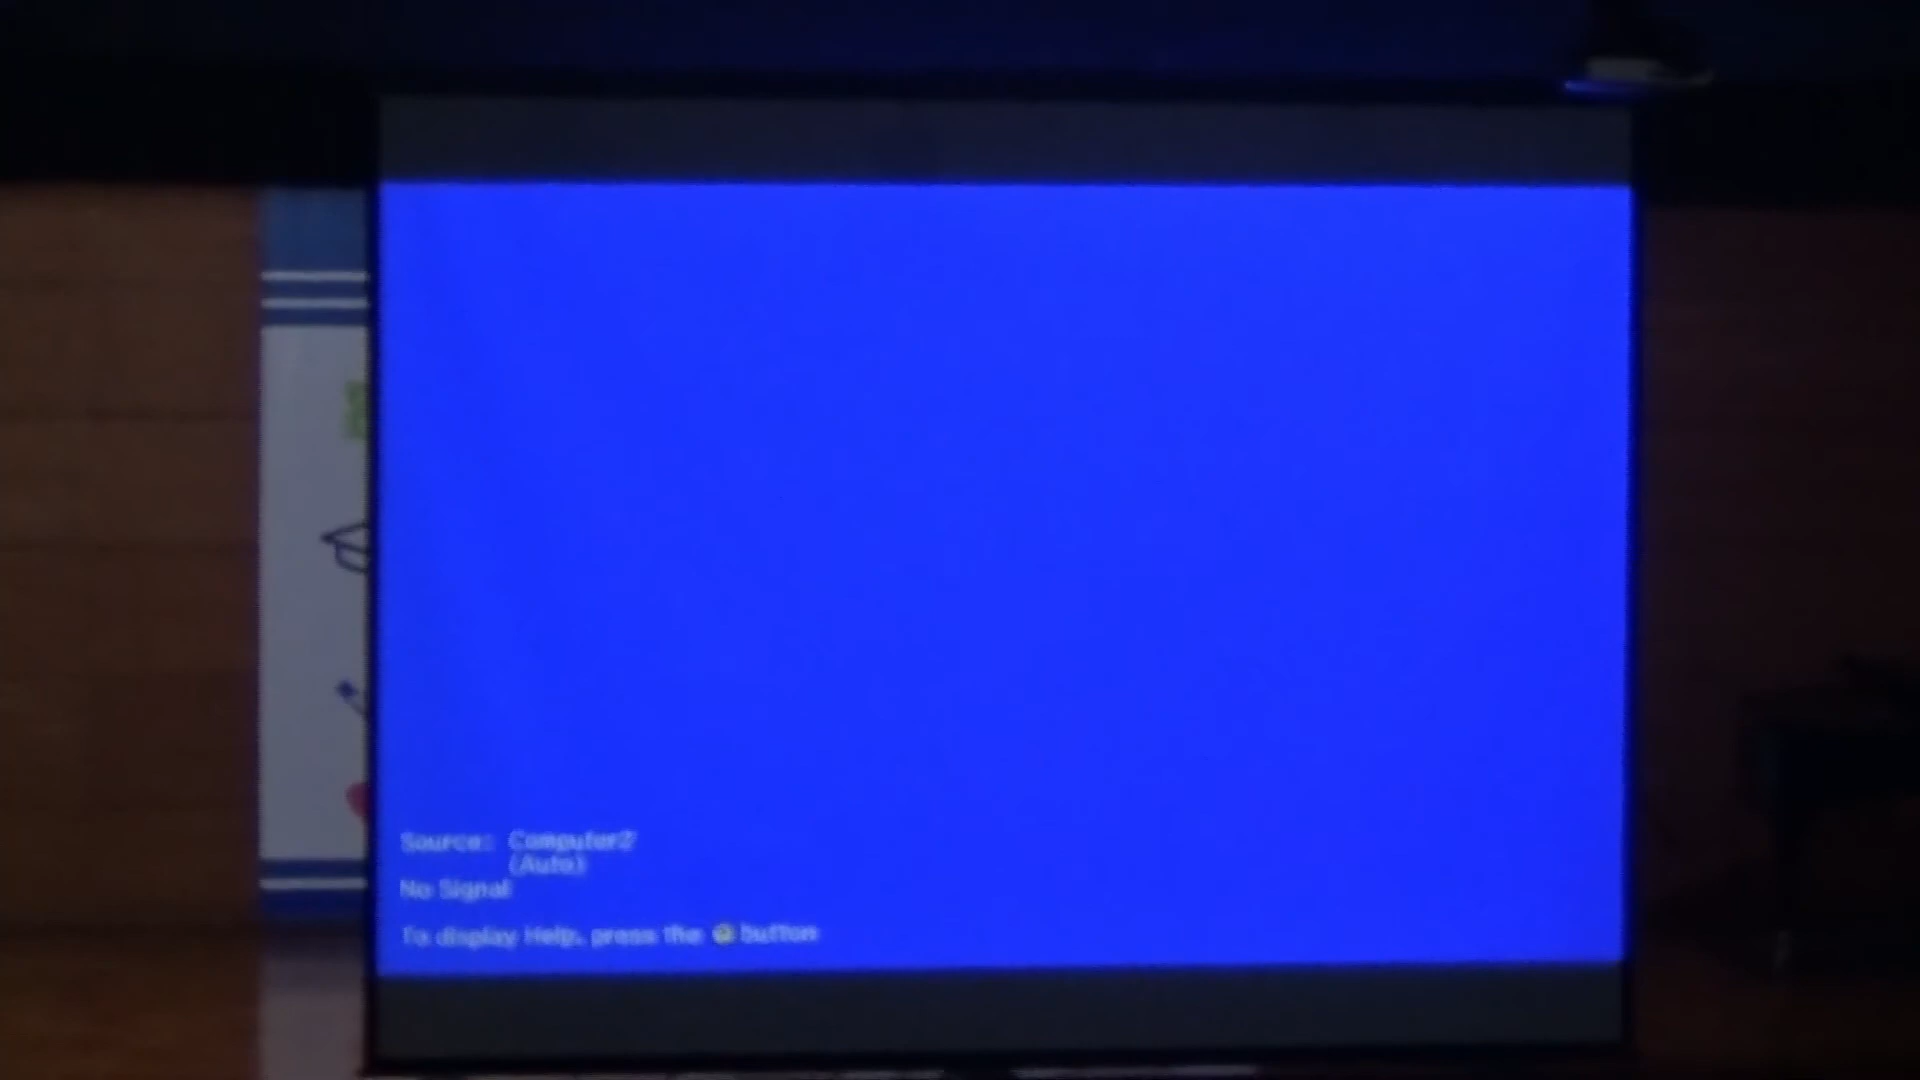 Source: Computer2
(Auto)
No Signal
To display Help, press the ? button